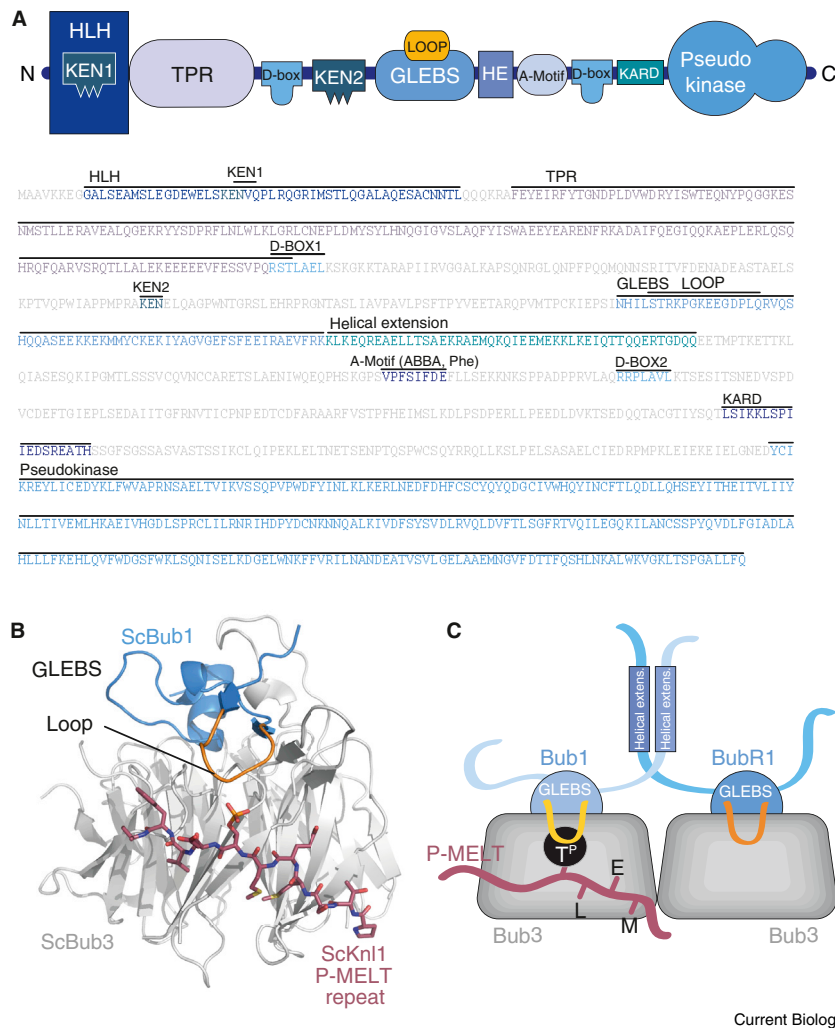 A
HLH
LOOP
N KEN1 TPR D-box KEN2 GLEBS HE A-Motif D-box KARD Pseudo
kinase C
HLH KEN1 TPR
MAAVKKEGGALSEAMSLEGDEWELSKENVQPLRQGRIMSTLQGALAQESACNNTLQQQKRAFEYEIRFYTGNDPLDVWDRYISWTEQNYPQGGKES
NMSTLLERAVEALQGEKRYYSDPRFLNLWLKLGRLCNEPLDMYSYLHNQGIGVSLAQFYISWAEEYEARENFRKADAIFQEGIQQKAEPLERLQSQ
D-BOX1
HRQFQARVSRQTLLALEKEEEEEVFESSVPQRSTLAELKSKGKKTARAPIIRVGGALKAPSQNRGLQNPFPQQMQNNSRITVFDENADEASTAELS
KEN2 GLEBS LOOP
KPTVQPWIAPPMPRAKENELQAGPWNTGRSLEHRPRGNTASLIAVPAVLPSFTPYVEETARQPVMTPCKIEPSINHILSTRKPGKEEGDPLQRVQS
Helical extension
HQQASEEKKEKMMYCKEKIYAGVGEFSFEEIRAEVFRKKLKEQREAELLTSAEKRAEMQKQIEEMEKKLKEIQTTQQERTGDQQEETMPTKETTKL
A-Motif (ABBA, Phe) D-BOX2
QIASESQKIPGMTLSSSVCQVNCCARETSLAENIWQEQPHSKGPSVPFSIFDEFLLSEKKNKSPPADPPRVLAQRRPLAVLKTSESITSNEDVSPD
KARD
VCDEFTGIEPLSEDAIITGFRNVTICPNPEDTCDFARAARFVSTPFHEIMSLKDLPSDPERLLPEEDLDVKTSEDQQTACGTIYSQTLSIKKLSPI
IEDSREATHSSGFSGSSASVASTSSIKCLQIPEKLELTNETSENPTQSPWCSQYRRQLLKSLPELSASAELCIEDRPMPKLEIEKEIELGNEDYCI
Pseudokinase
KREYLICEDYKLFWVAPRNSAELTVIKVSSQPVPWDFYINLKLKERLNEDFDHFCSCYQYQDGCIVWHQYINCFTLQDLLQHSEYITHEITVLIIY
NLLTIVEMLHKAEIVHGDLSPRCLILRNRIHDPYDCNKNNQALKIVDFSYSVDLRVQLDVFTLSGFRTVQILEGQKILANCSSPYQVDLFGIADLA
HLLLFKEHLQVFWDGSFWKLSQNISELKDGELWNKFFVRILNANDEATVSVLGELAAEMNGVFDTTFQSHLNKALWKVGKLTSPGALLFQ
B
ScBub1
GLEBS
Loop
ScBub3
ScKnl1
P-MELT
repeat
C
Helical extens.
Helical extens.
Bub1 BubR1
GLEBS GLEBS
P-MELT
TP
E
L
M
Bub3 Bub3
Current Biolog